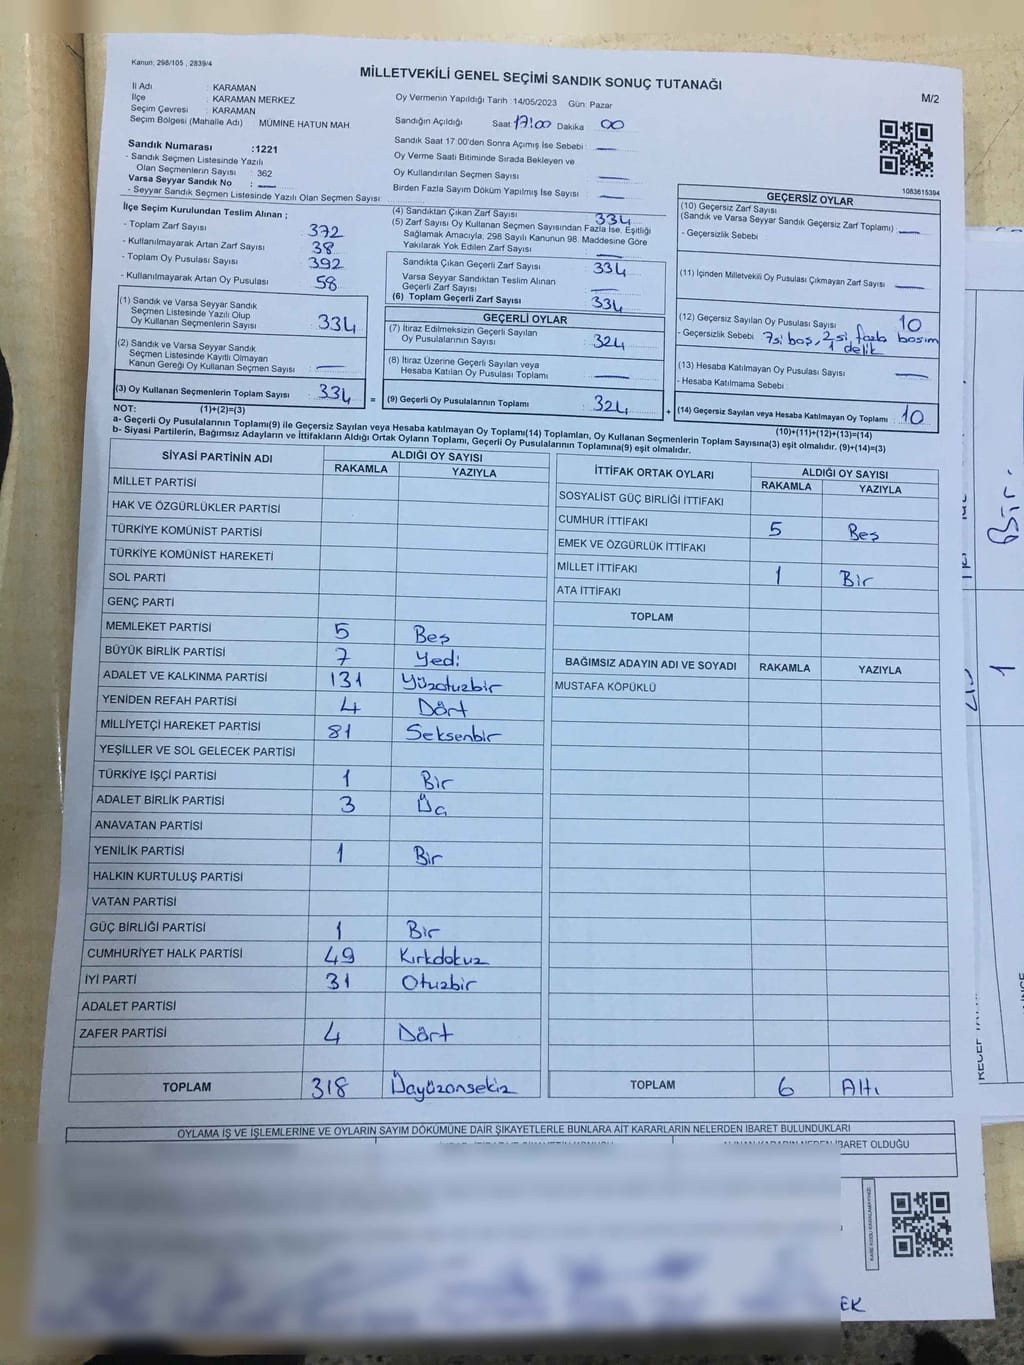 Kanun: 298/105 , 2839/4
MİLLETVEKİLİ GENEL SEÇİMİ SANDIK SONUÇ TUTANAĞI
M/2
İl Adı : KARAMAN
İlçe : KARAMAN MERKEZ
Seçim Çevresi : KARAMAN
Seçim Bölgesi (Mahalle Adı) : MÜMİNE HATUN MAH.
Oy Vermenin Yapıldığı Tarih :14/05/2023 Gün: Pazar
Sandığın Açıldığı Saat 17:00 Dakika 00
Sandık Saat 17.00'den Sonra Açımış İse Sebebi : —
Oy Verme Saati Bitiminde Sırada Bekleyen ve
Oy Kullandırılan Seçmen Sayısı : —
Birden Fazla Sayım Döküm Yapılmış İse Sayısı : —
Sandık Numarası :1221
- Sandık Seçmen Listesinde Yazılı
Olan Seçmenlerin Sayısı : 362
Varsa Seyyar Sandık No : —
- Seyyar Sandık Seçmen Listesinde Yazılı Olan Seçmen Sayısı
1083615394
İlçe Seçim Kurulundan Teslim Alınan ;
- Toplam Zarf Sayısı : 372
- Kullanılmayarak Artan Zarf Sayısı : 38
- Toplam Oy Pusulası Sayısı : 392
- Kullanılmayarak Artan Oy Pusulası : 58
(1) Sandık ve Varsa Seyyar Sandık
Seçmen Listesinde Yazılı Olup
Oy Kullanan Seçmenlerin Sayısı : 334
(2) Sandık ve Varsa Seyyar Sandık
Seçmen Listesinde Kayıtlı Olmayan
Kanun Gereği Oy Kullanan Seçmen Sayısı : —
(3) Oy Kullanan Seçmenlerin Toplam Sayısı : 334
(4) Sandıktan Çıkan Zarf Sayısı : 334
(5) Zarf Sayısı Oy Kullanan Seçmen Sayısından Fazla İse, Eşitliği
Sağlamak Amacıyla, 298 Sayılı Kanunun 98. Maddesine Göre
Yakılarak Yok Edilen Zarf Sayısı : —
Sandıkta Çıkan Geçerli Zarf Sayısı : 334
Varsa Seyyar Sandıktan Teslim Alınan
Geçerli Zarf Sayısı : —
(6) Toplam Geçerli Zarf Sayısı : 334
GEÇERLİ OYLAR
(7) İtiraz Edilmeksizin Geçerli Sayılan
Oy Pusulalarının Sayısı : 324
(8) İtiraz Üzerine Geçerli Sayılan veya
Hesaba Katılan Oy Pusulası Toplamı : —
= (9) Geçerli Oy Pusulalarının Toplamı : 324
GEÇERSİZ OYLAR
(10) Geçersiz Zarf Sayısı
(Sandık ve Varsa Seyyar Sandık Geçersiz Zarf Toplamı) : —
- Geçersizlik Sebebi
(11) İçinden Milletvekili Oy Pusulası Çıkmayan Zarf Sayısı : —
(12) Geçersiz Sayılan Oy Pusulası Sayısı : 10
- Geçersizlik Sebebi 7si boş, 2si fazla basım
1 delik
(13) Hesaba Katılmayan Oy Pusulası Sayısı : —
- Hesaba Katılmama Sebebi
+ (14) Geçersiz Sayılan veya Hesaba Katılmayan Oy Toplamı : 10
NOT: (1)+(2)=(3)
(10)+(11)+(12)+(13)=(14)
a- Geçerli Oy Pusulalarının Toplamı(9) ile Geçersiz Sayılan veya Hesaba katılmayan Oy Toplamı(14) Toplamları, Oy Kullanan Seçmenlerin Toplam Sayısına(3) eşit olmalıdır. (9)+(14)=(3)
b- Siyasi Partilerin, Bağımsız Adayların ve İttifakların Aldığı Ortak Oyların Toplamı, Geçerli Oy Pusulalarının Toplamına(9) eşit olmalıdır.
SİYASİ PARTİNİN ADI ALDIĞI OY SAYISI
RAKAMLA YAZIYLA
MİLLET PARTİSİ
HAK VE ÖZGÜRLÜKLER PARTİSİ
TÜRKİYE KOMÜNİST PARTİSİ
TÜRKİYE KOMÜNİST HAREKETİ
SOL PARTİ
GENÇ PARTİ
MEMLEKET PARTİSİ 5 Beş
BÜYÜK BİRLİK PARTİSİ 7 Yedi
ADALET VE KALKINMA PARTİSİ 131 Yüzotuzbir
YENİDEN REFAH PARTİSİ 4 Dört
MİLLİYETÇİ HAREKET PARTİSİ 81 Seksenbir
YEŞİLLER VE SOL GELECEK PARTİSİ
TÜRKİYE İŞÇİ PARTİSİ 1 Bir
ADALET BİRLİK PARTİSİ 3 Üç
ANAVATAN PARTİSİ
YENİLİK PARTİSİ 1 Bir
HALKIN KURTULUŞ PARTİSİ
VATAN PARTİSİ
GÜÇ BİRLİĞİ PARTİSİ 1 Bir
CUMHURİYET HALK PARTİSİ 49 Kırkdokuz
İYİ PARTİ 31 Otuzbir
ADALET PARTİSİ
ZAFER PARTİSİ 4 Dört
TOPLAM 318 Üçyüzonsekiz
İTTİFAK ORTAK OYLARI ALDIĞI OY SAYISI
RAKAMLA YAZIYLA
SOSYALİST GÜÇ BİRLİĞİ İTTİFAKI
CUMHUR İTTİFAKI 5 Beş
EMEK VE ÖZGÜRLÜK İTTİFAKI
MİLLET İTTİFAKI 1 Bir
ATA İTTİFAKI
TOPLAM
BAĞIMSIZ ADAYIN ADI VE SOYADI RAKAMLA YAZIYLA
MUSTAFA KÖPÜKLÜ
TOPLAM 6 Altı
OYLAMA İŞ VE İŞLEMLERİNE VE OYLARIN SAYIM DÖKÜMÜNE DAİR ŞİKAYETLERLE BUNLARA AİT KARARLARIN NELERDEN İBARET BULUNDUKLARI
İBARET OLDUĞU
EK
1
Bir